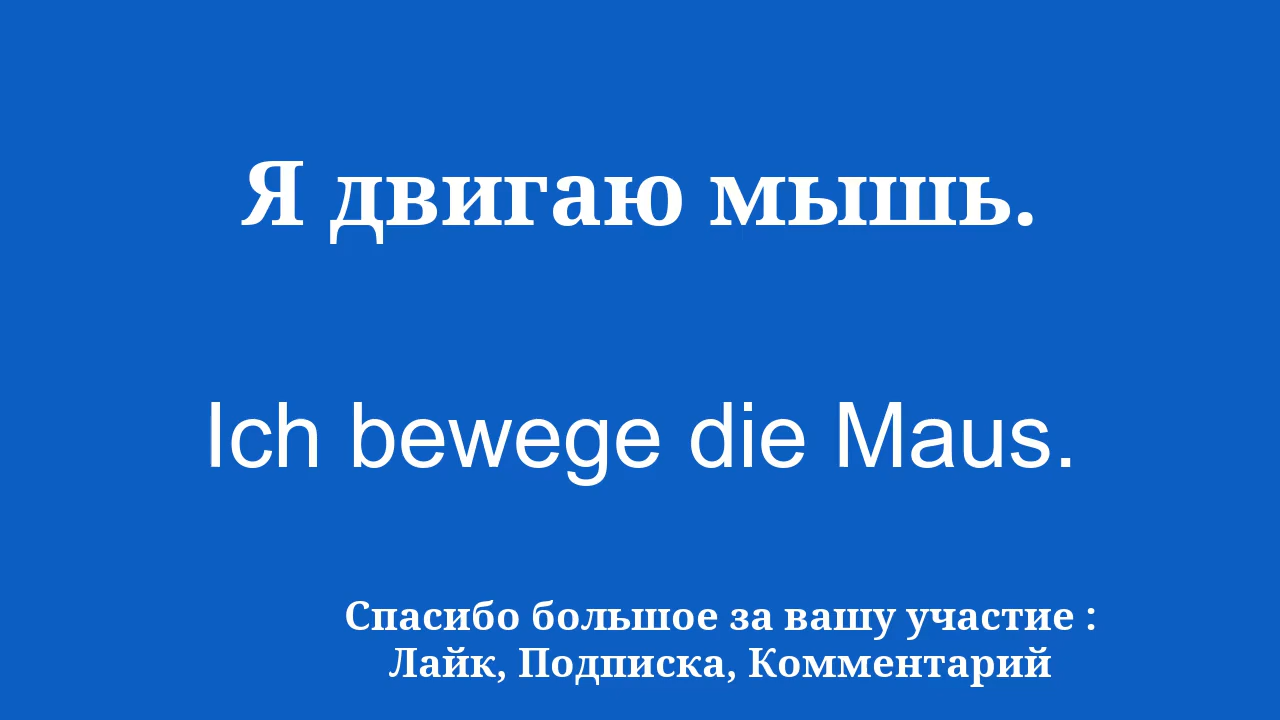 Я двигаю мышь.
Ich bewege die Maus.
Спасибо большое за вашу участие :
Лайк, Подписка, Комментарий